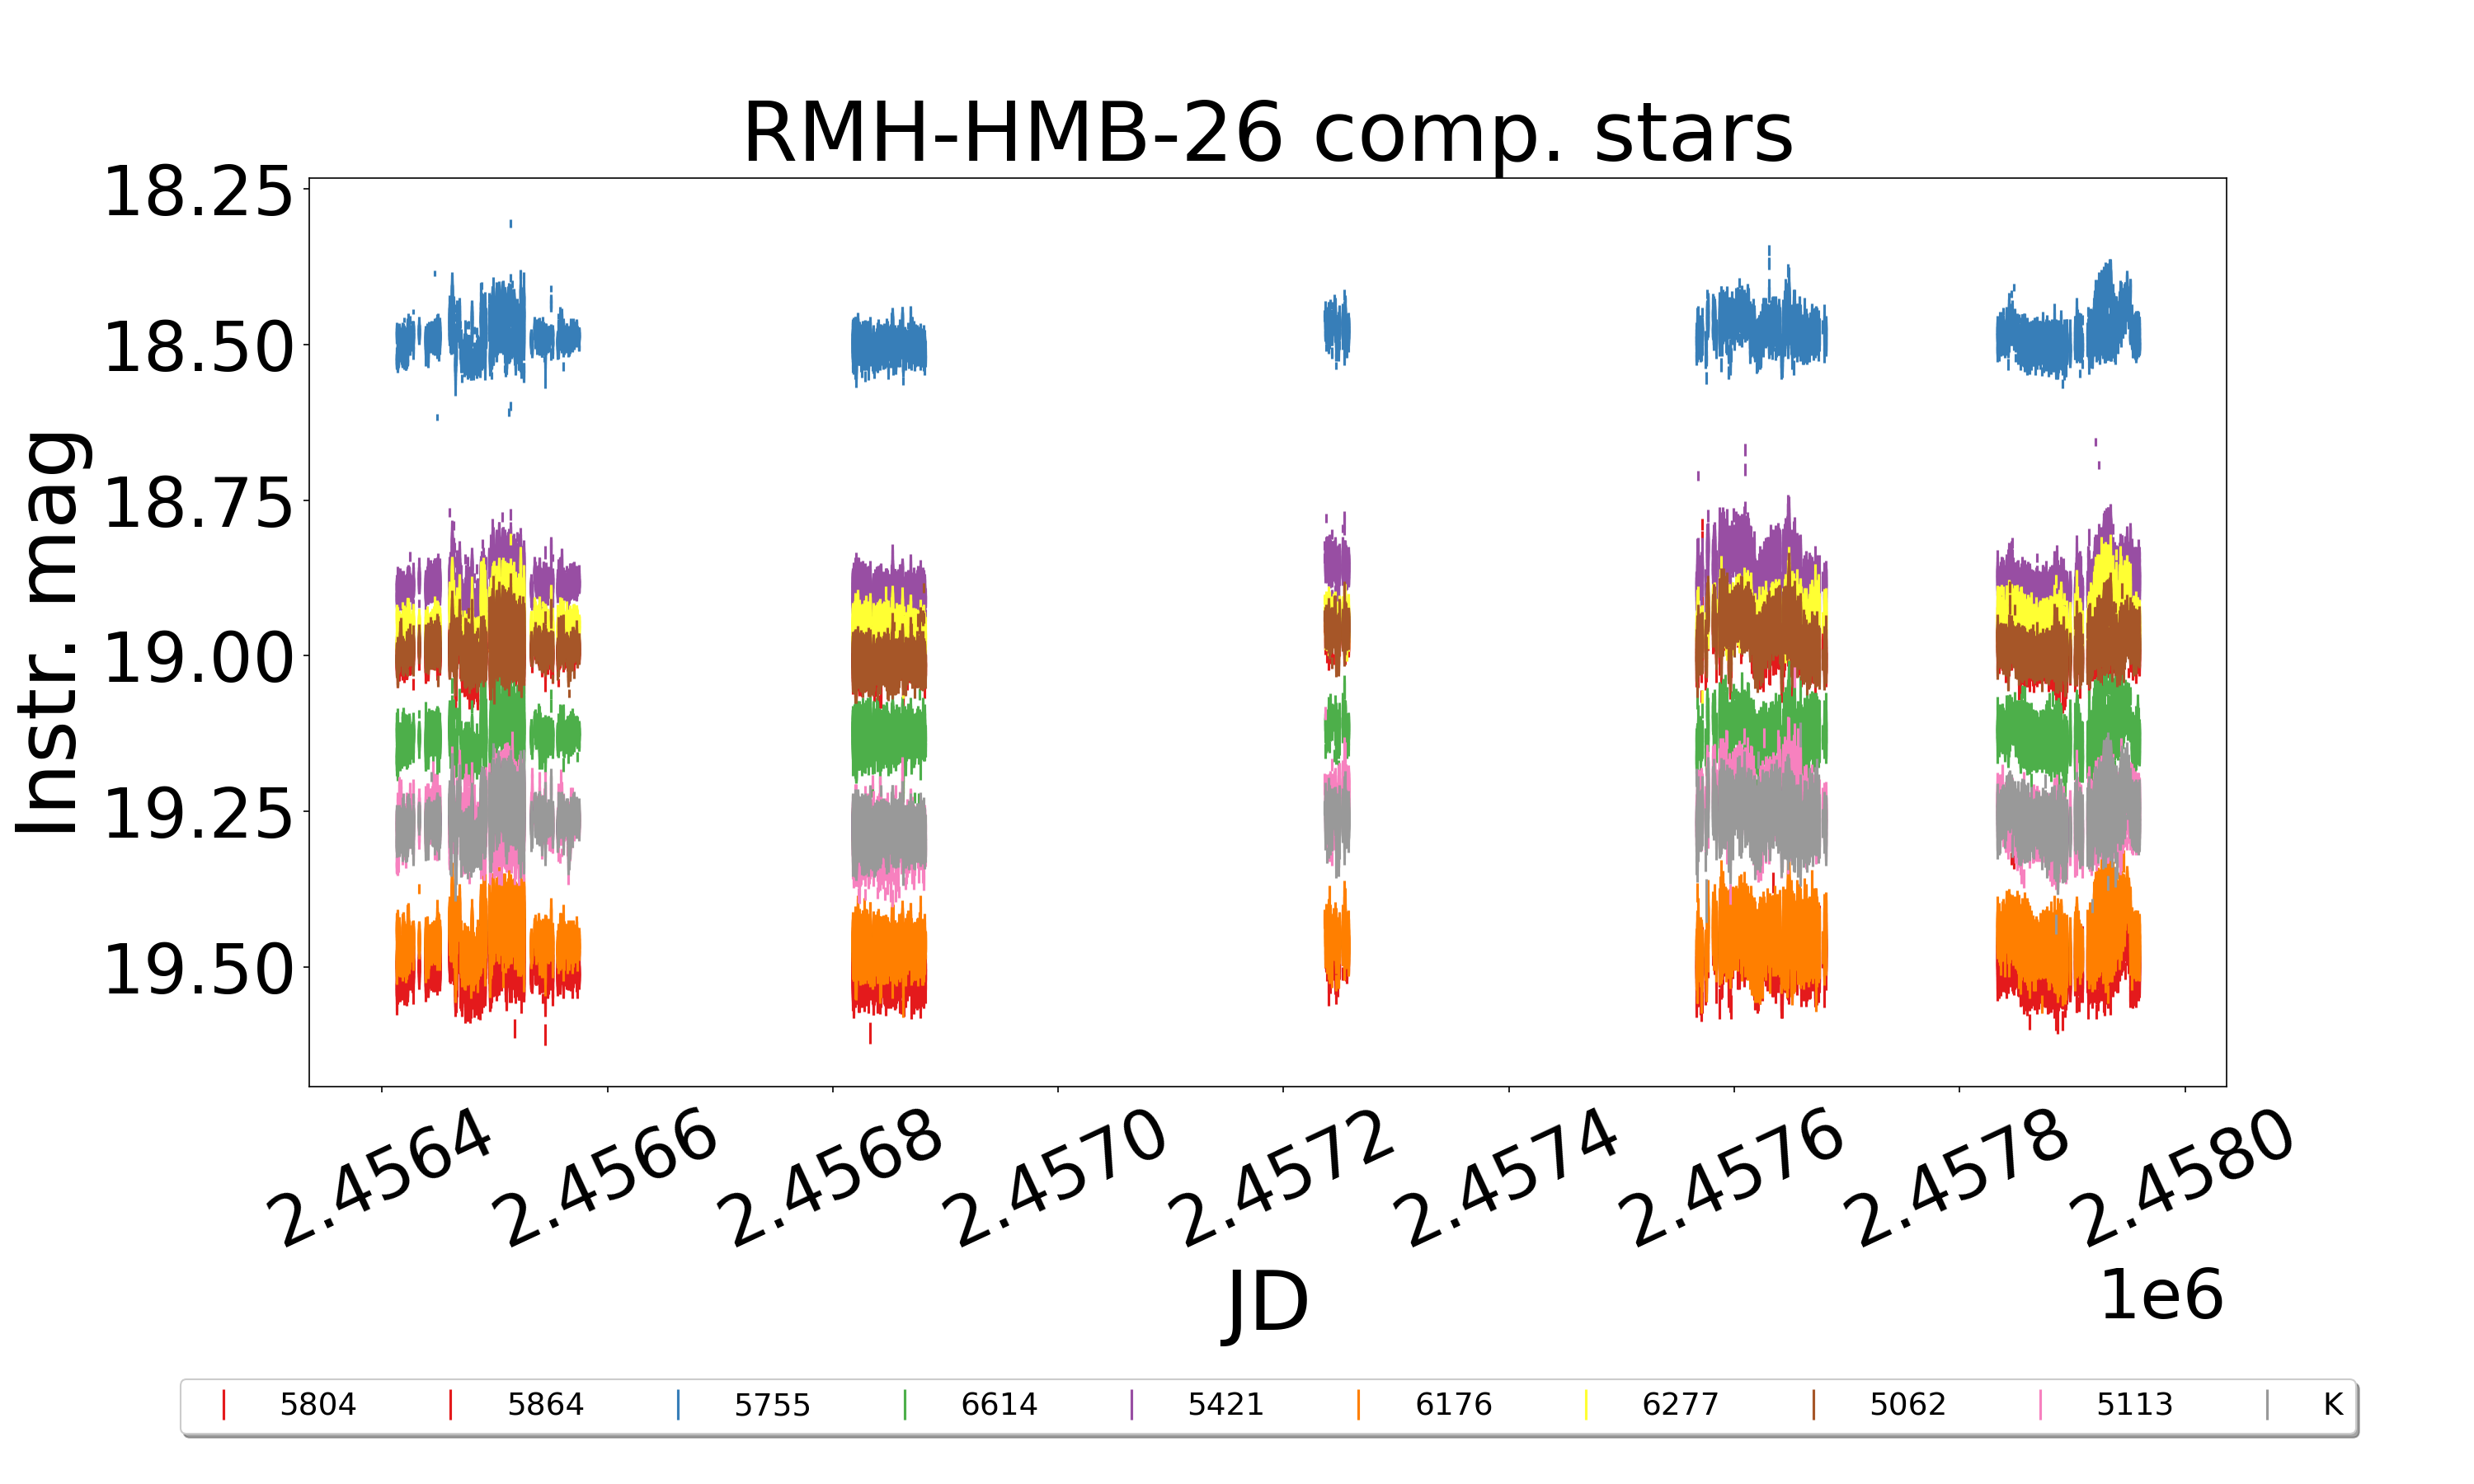 RMH-HMB-26 comp. stars
Instr. mag
18.25
18.50
18.75
19.00
19.25
19.50
2.4564 2.4566 2.4568 2.4570 2.4572 2.4574 2.4576 2.4578 2.4580
JD
1e6
5804 5864 5755 6614 5421 6176 6277 5062 5113 K